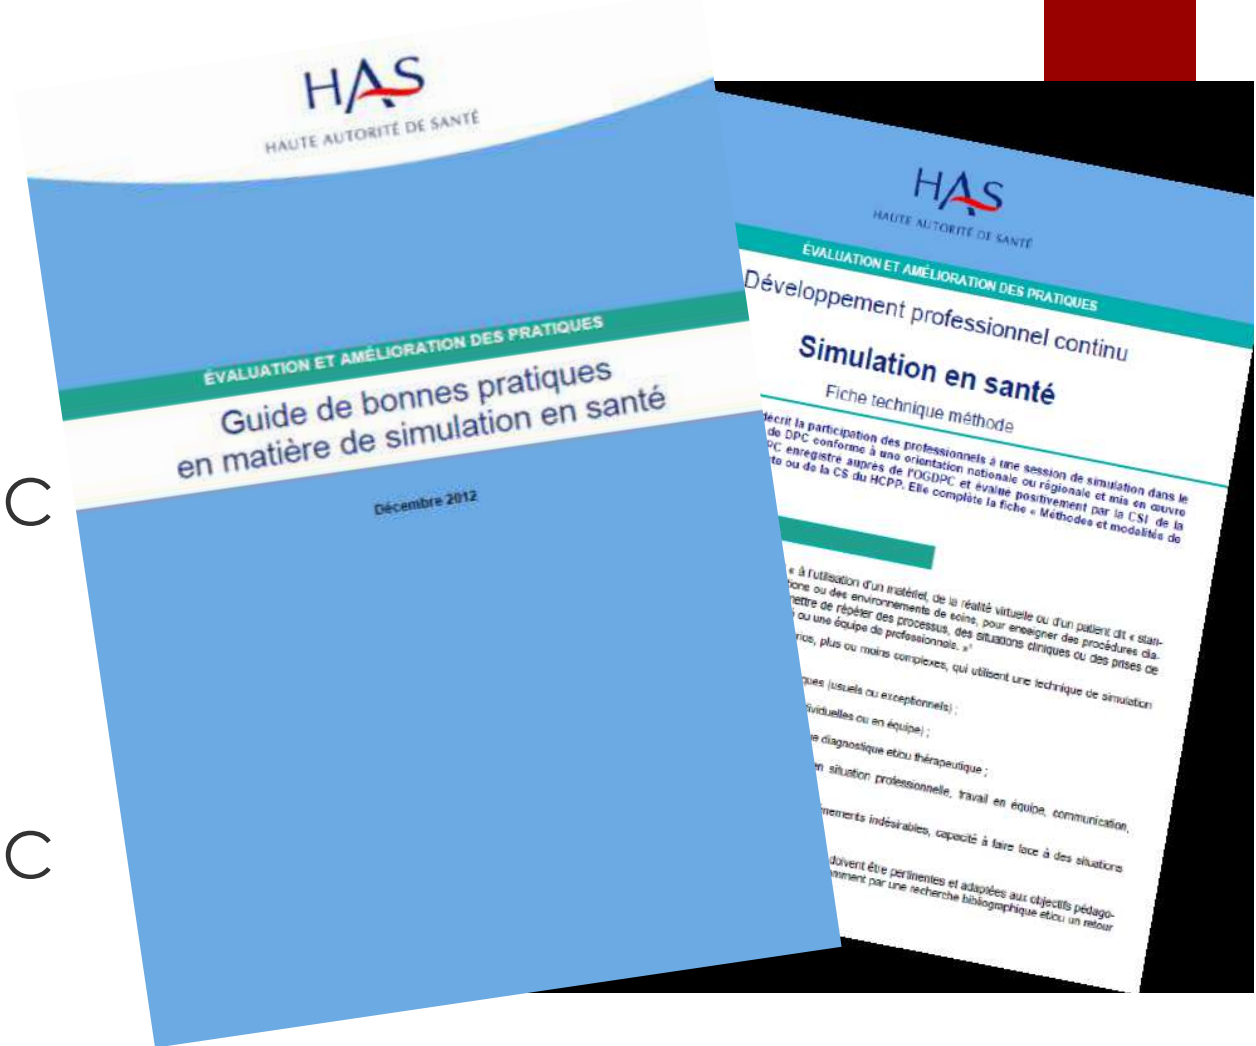 HAS
HAUTE AUTORITÉ DE SANTÉ
ÉVALUATION ET AMÉLIORATION DES PRATIQUES
Guide de bonnes pratiques
en matière de simulation en santé
Décembre 2012
C
C
HAS
HAUTE AUTORITÉ DE SANTÉ
ÉVALUATION ET AMÉLIORATION DES PRATIQUES
Développement professionnel continu
Simulation en santé
Fiche technique méthode
décrit la participation des professionnels à une session de simulation dans le
de DPC conforme à une orientation nationale ou régionale et mis en œuvre
PC enregistré auprès de l'OGDPC et évalué positivement par la CSI de la
ou de la CS du HCPP. Elle complète la fiche « Méthodes et modalités de
« à l'utilisation d'un matériel, de la réalité virtuelle ou d'un patient dit « stan-
ou des environnements de soins, pour enseigner des procédures dia-
mettre de répéter des processus, des situations cliniques ou des prises de
ou une équipe de professionnels. »¹
rios, plus ou moins complexes, qui utilisent une technique de simulation
ques (usuels ou exceptionnels) ;
viduelles ou en équipe) ;
e diagnostique et/ou thérapeutique ;
en situation professionnelle, travail en équipe, communication,
nements indésirables, capacité à faire face à des situations
doivent être pertinentes et adaptées aux objectifs pédago-
mment par une recherche bibliographique et/ou un retour